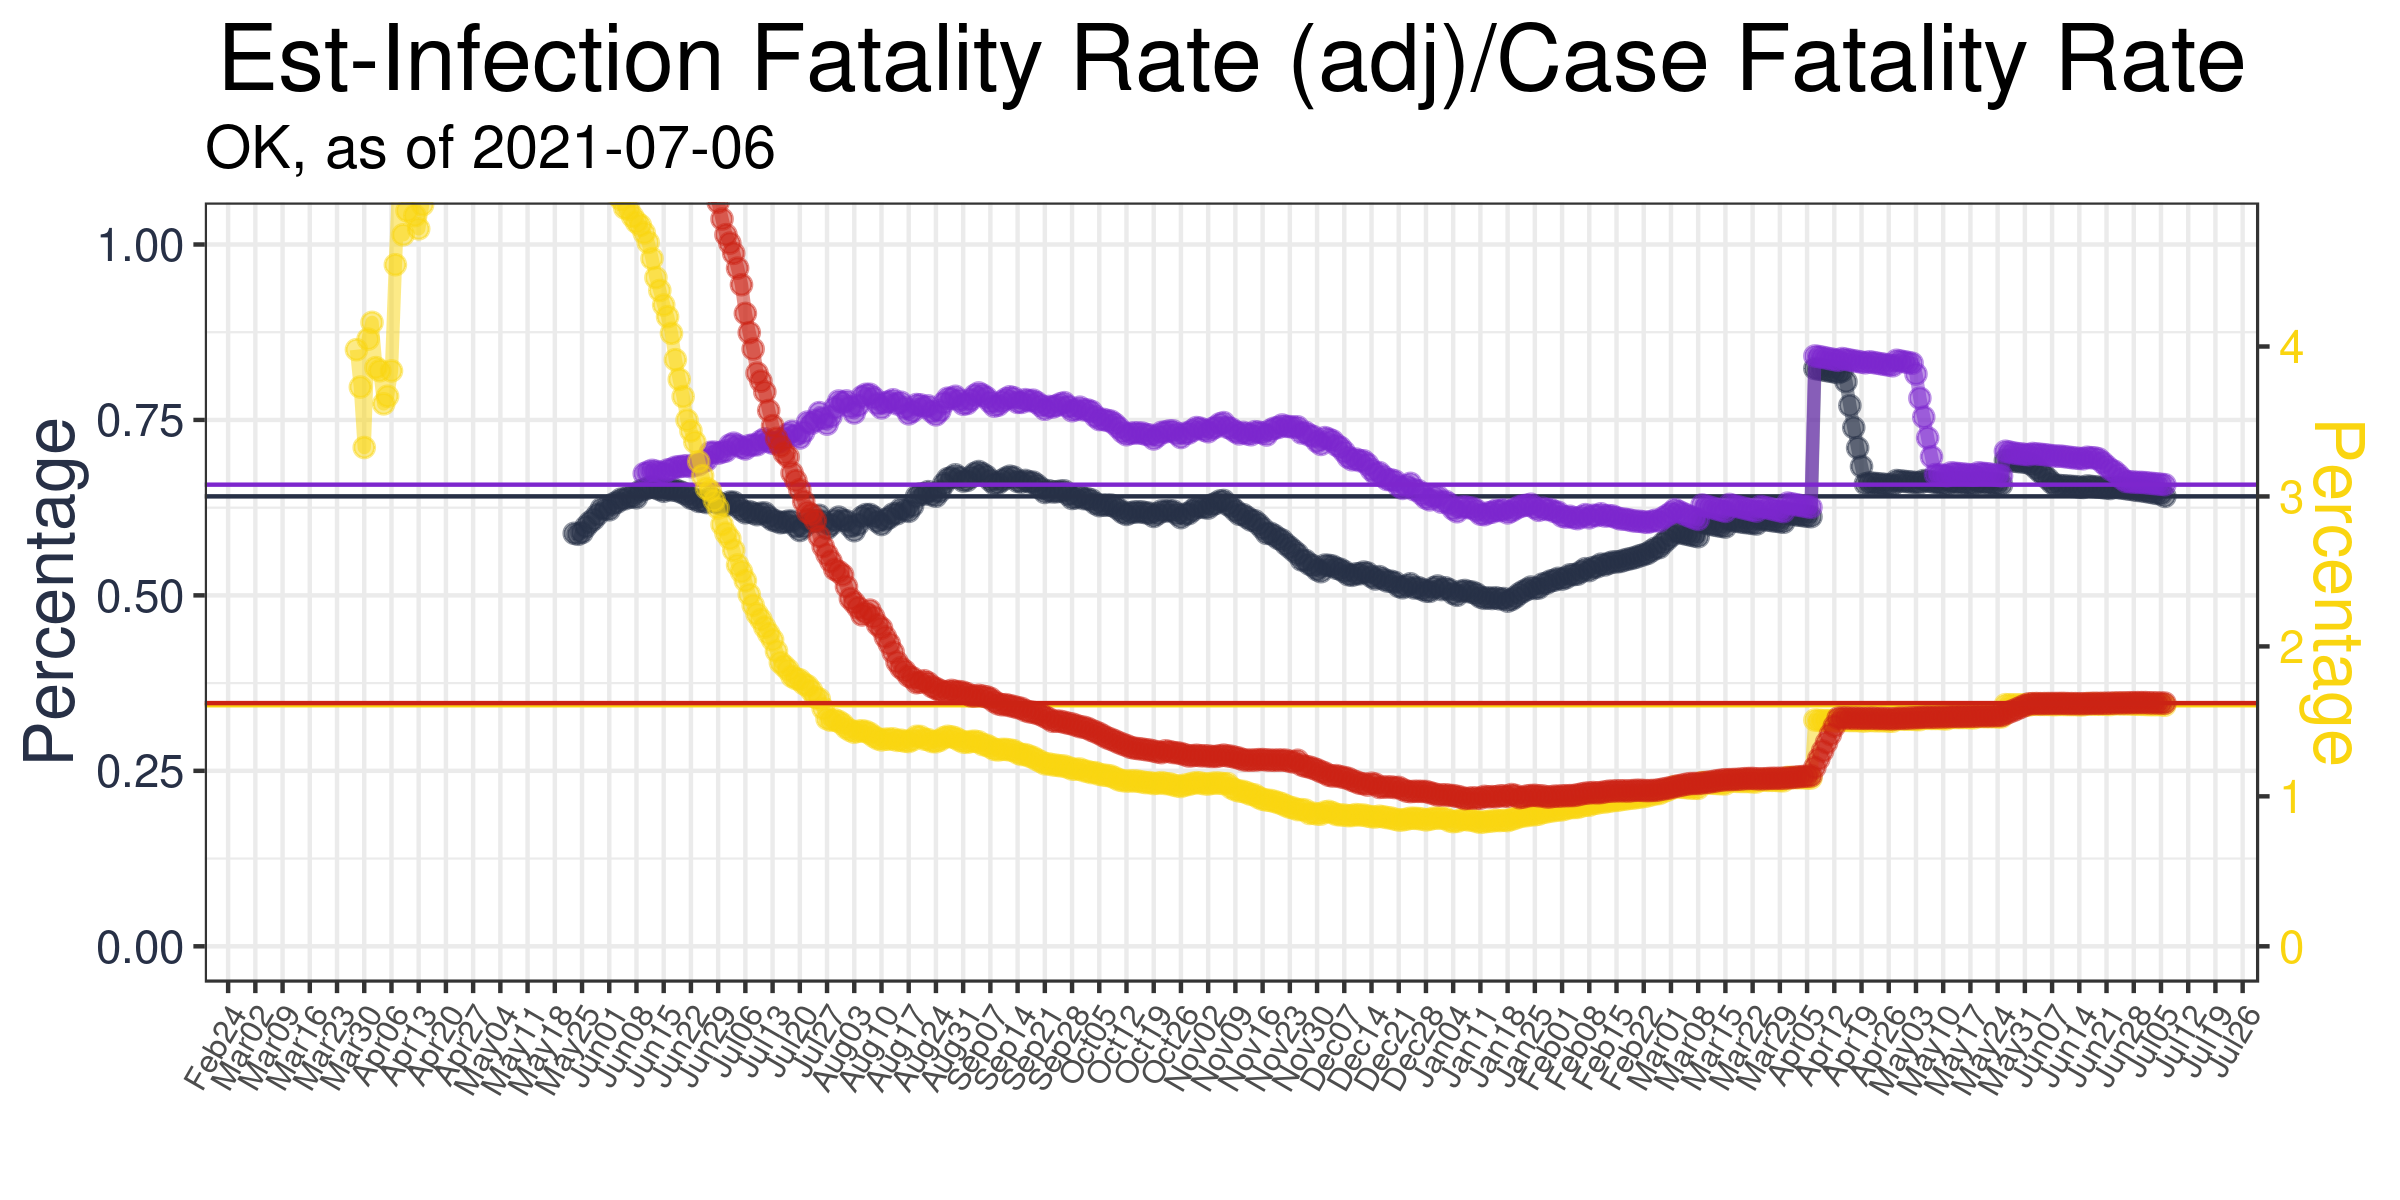 Est-Infection Fatality Rate (adj)/Case Fatality Rate
OK, as of 2021-07-06
Percentage
1.00
0.75
0.50
0.25
0.00
4
3
2
1
0
Percentage
Feb24
Mar02
Mar09
Mar16
Mar23
Mar30
Apr06
Apr13
Apr20
Apr27
May04
May11
May18
May25
Jun01
Jun08
Jun15
Jun22
Jun29
Jul06
Jul13
Jul20
Jul27
Aug03
Aug10
Aug17
Aug24
Aug31
Sep07
Sep14
Sep21
Sep28
Oct05
Oct12
Oct19
Oct26
Nov02
Nov09
Nov16
Nov23
Nov30
Dec07
Dec14
Dec21
Dec28
Jan04
Jan11
Jan18
Jan25
Feb01
Feb08
Feb15
Feb22
Mar01
Mar08
Mar15
Mar22
Mar29
Apr05
Apr12
Apr19
Apr26
May03
May10
May17
May24
May31
Jun07
Jun14
Jun21
Jun28
Jul05
Jul12
Jul19
Jul26